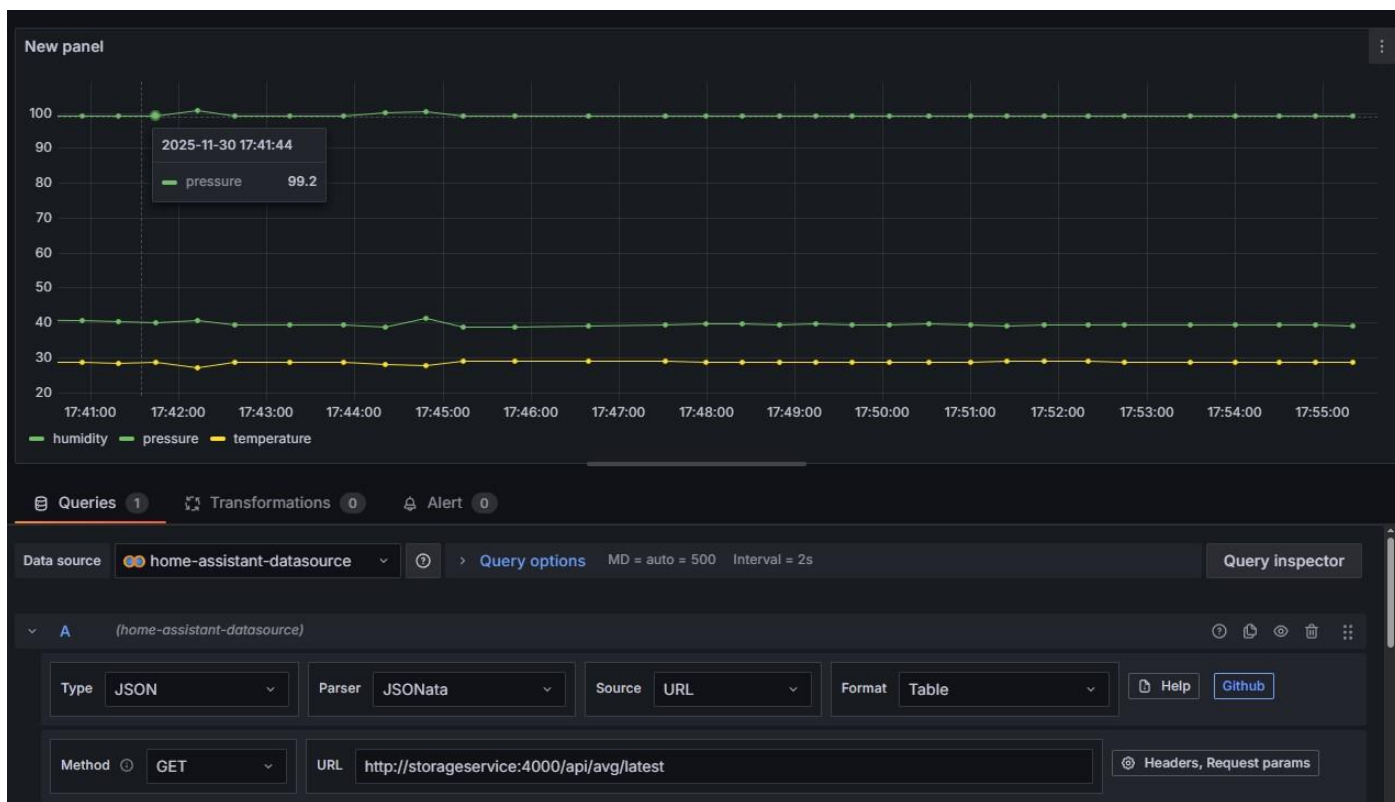 New panel
100
90
80
70
60
50
40
30
20
2025-11-30 17:41:44
pressure 99.2
17:41:00 17:42:00 17:43:00 17:44:00 17:45:00 17:46:00 17:47:00 17:48:00 17:49:00 17:50:00 17:51:00 17:52:00 17:53:00 17:54:00 17:55:00
humidity pressure temperature
Queries 1 Transformations 0 Alert 0
Data source home-assistant-datasource Query options MD = auto = 500 Interval = 2s Query inspector
A (home-assistant-datasource)
Type JSON Parser JSONata Source URL Format Table Help Github
Method GET URL http://storageservice:4000/api/avg/latest Headers, Request params